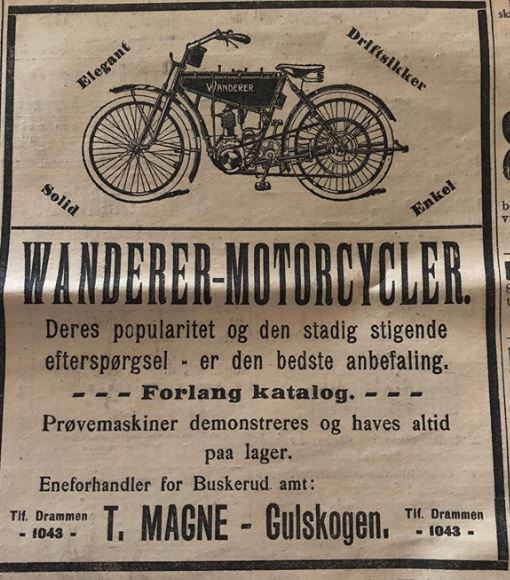 Elegant
Driftsikker
WANDERER
Solid
Enkel
WANDERER-MOTORCYCLER.
Deres popularitet og den stadig stigende
efterspørgsel - er den bedste anbefaling.
- - - Forlang katalog. - - -
Prøvemaskiner demonstreres og haves altid
paa lager.
Eneforhandler for Buskerud amt:
Tlf. Drammen
- 1043 -
T. MAGNE - Gulskogen.
Tlf. Drammen
- 1043 -